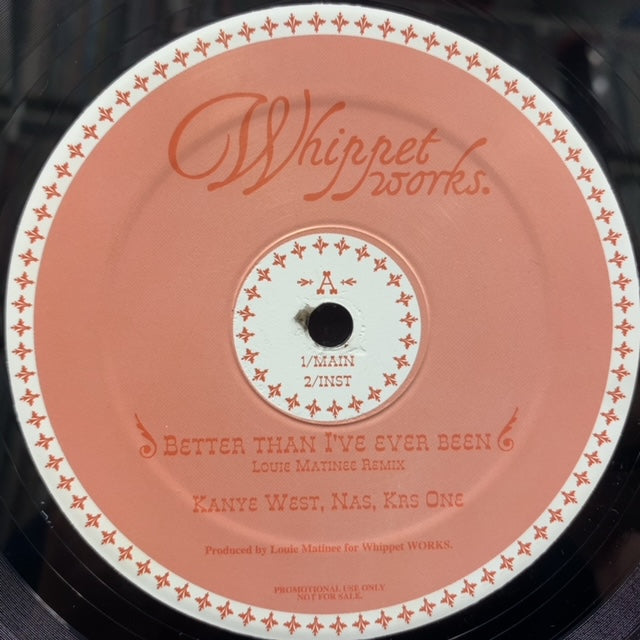 Whippet
works.
A
1/MAIN
2/INST
BETTER THAN I'VE EVER BEEN
LOUIE MATINEE REMIX
KANYE WEST, NAS, KRS ONE
Produced by Louie Matinee for Whippet WORKS.
PROMOTIONAL USE ONLY
NOT FOR SALE.